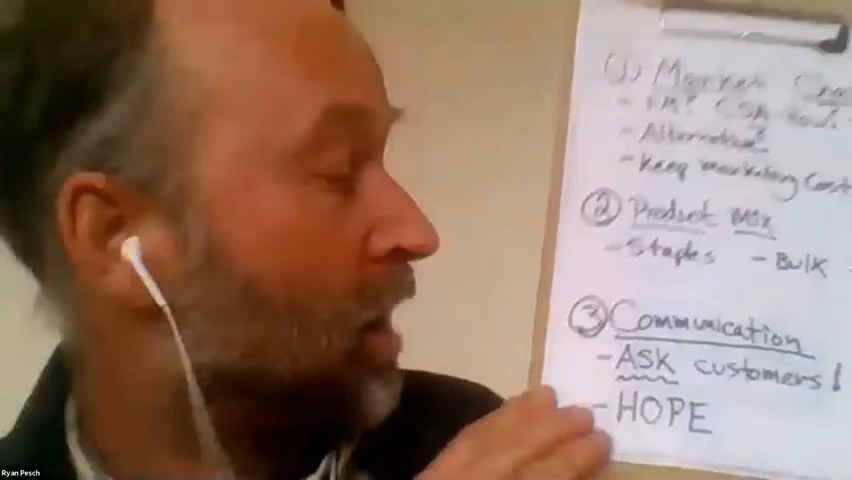 ① Market
- Alternatives
- Keep marketing cost
② Product Mix
- Staples - Bulk
③ Communication
- ASK customers!
- HOPE
Ryan Pesch